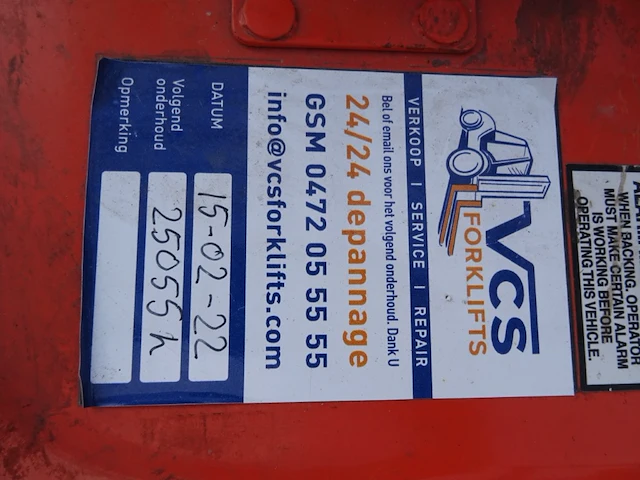 VCS
FORKLIFTS
VERKOOP | SERVICE | REPAIR
Bel of email ons voor het volgend onderhoud. Dank U
24/24 depannage
GSM 0472 05 55 55
info@vcsforklifts.com
DATUM 15-02-22
Volgend
onderhoud 25055h
Opmerking
WHEN BACKING. OPERATOR
MUST MAKE CERTAIN ALARM
IS WORKING BEFORE
OPERATING THIS VEHICLE.